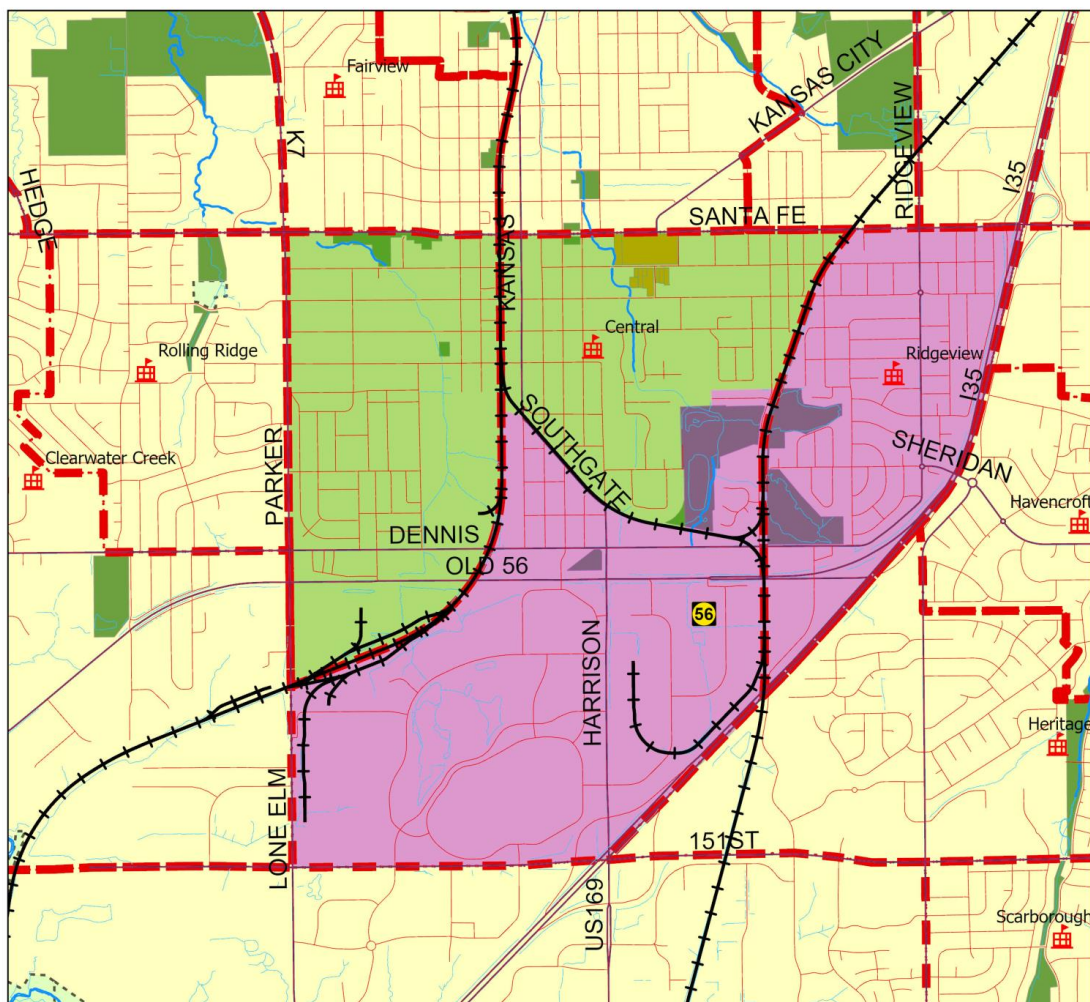 Fairview
K7
KANSAS CITY
RIDGEVIEW
I35
HEDGE
SANTA FE
KANSAS
Rolling Ridge
Central
Ridgeview
I35
SOUTHGATE
SHERIDAN
Clearwater Creek
PARKER
Havencroft
DENNIS
OLD 56
56
HARRISON
Heritage
LONE ELM
151ST
US169
Scarborough